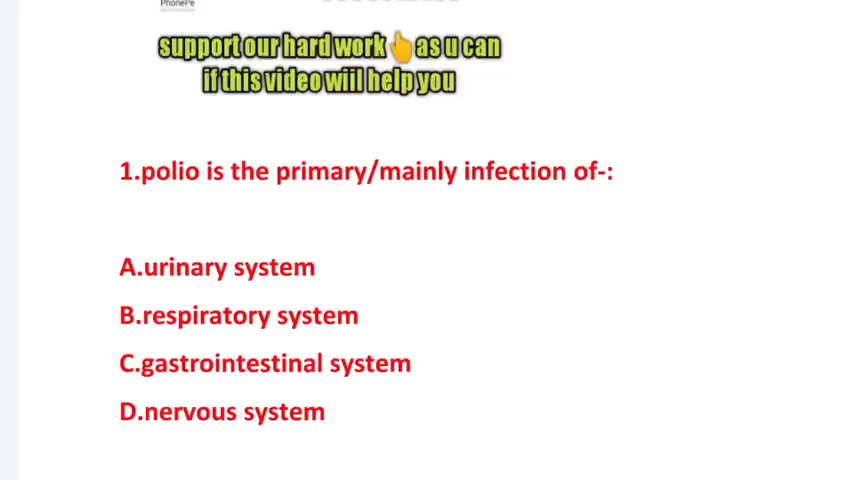 PhonePe
support our hard work 👆 as u can
if this video wiil help you
1.polio is the primary/mainly infection of-:
A.urinary system
B.respiratory system
C.gastrointestinal system
D.nervous system